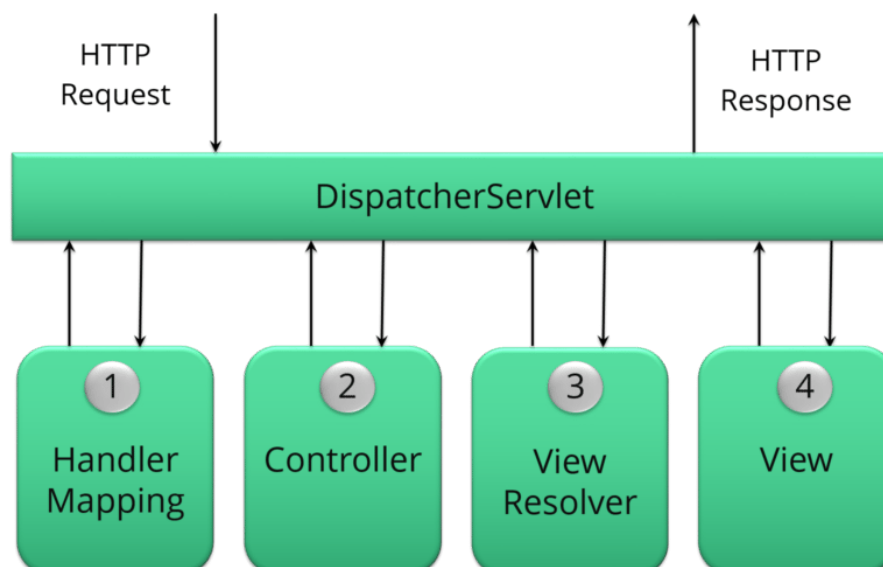 HTTP
Request
HTTP
Response
DispatcherServlet
1
Handler
Mapping
2
Controller
3
View
Resolver
4
View